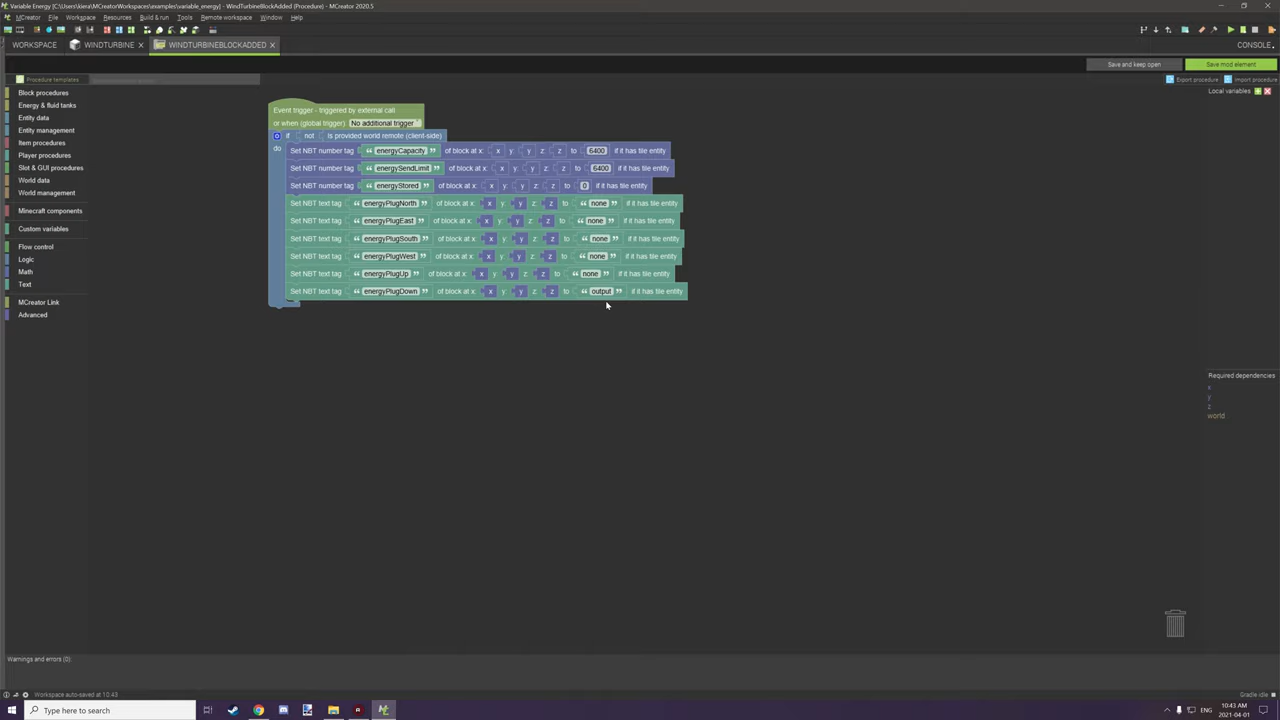 Variable Energy [C:\Users\kiera\MCreatorWorkspaces\examples\variable_energy] - WindTurbineBlockAdded (Procedure) - MCreator 2020.5
MCreator File Workspace Resources Build & run Tools Remote workspace Window Help
WORKSPACE WINDTURBINE × WINDTURBINEBLOCKADDED × CONSOLE
Save and keep open Save mod element
Procedure templates Export procedure Import procedure
Local variables
Block procedures
Energy & fluid tanks
Entity data
Entity management
Item procedures
Player procedures
Slot & GUI procedures
World data
World management
Minecraft components
Custom variables
Flow control
Logic
Math
Text
MCreator Link
Advanced
Event trigger - triggered by external call
or when (global trigger) No additional trigger
if not is provided world remote (client-side)
do Set NBT number tag “ energyCapacity ” of block at x: x y: y z: z to 6400 if it has tile entity
Set NBT number tag “ energySendLimit ” of block at x: x y: y z: z to 6400 if it has tile entity
Set NBT number tag “ energyStored ” of block at x: x y: y z: z to 0 if it has tile entity
Set NBT text tag “ energyPlugNorth ” of block at x: x y: y z: z to “ none ” if it has tile entity
Set NBT text tag “ energyPlugEast ” of block at x: x y: y z: z to “ none ” if it has tile entity
Set NBT text tag “ energyPlugSouth ” of block at x: x y: y z: z to “ none ” if it has tile entity
Set NBT text tag “ energyPlugWest ” of block at x: x y: y z: z to “ none ” if it has tile entity
Set NBT text tag “ energyPlugUp ” of block at x: x y: y z: z to “ none ” if it has tile entity
Set NBT text tag “ energyPlugDown ” of block at x: x y: y z: z to “ output ” if it has tile entity
Required dependencies
x
y
z
world
Warnings and errors (0):
Workspace auto-saved at 10:43 Gradle idle
Type here to search ENG 10:43 AM
2021-04-01